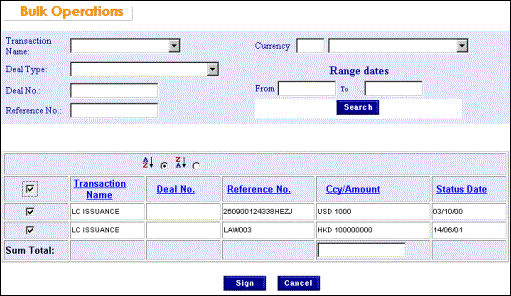 Bulk Operations
Transaction Name:
Currency
Deal Type:
Range dates
Deal No.:
From To
Reference No.:
Search
A Z Z A
Transaction Name Deal No. Reference No. Ccy/Amount Status Date
LC ISSUANCE 260900124338HEZJ USD 1000 03/10/00
LC ISSUANCE LAW003 HKD 100000000 14/06/01
Sum Total:
Sign Cancel